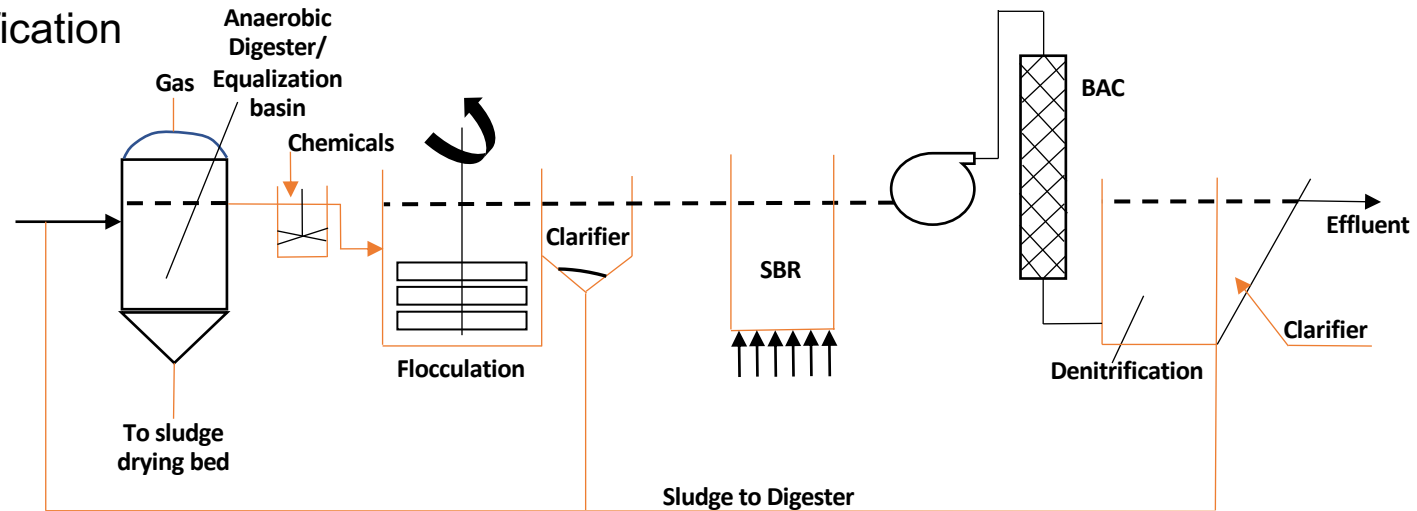 ication
Anaerobic
Digester/
Equalization
basin
Gas
Chemicals
BAC
Clarifier
SBR
Effluent
Clarifier
Flocculation
Denitrification
To sludge
drying bed
Sludge to Digester